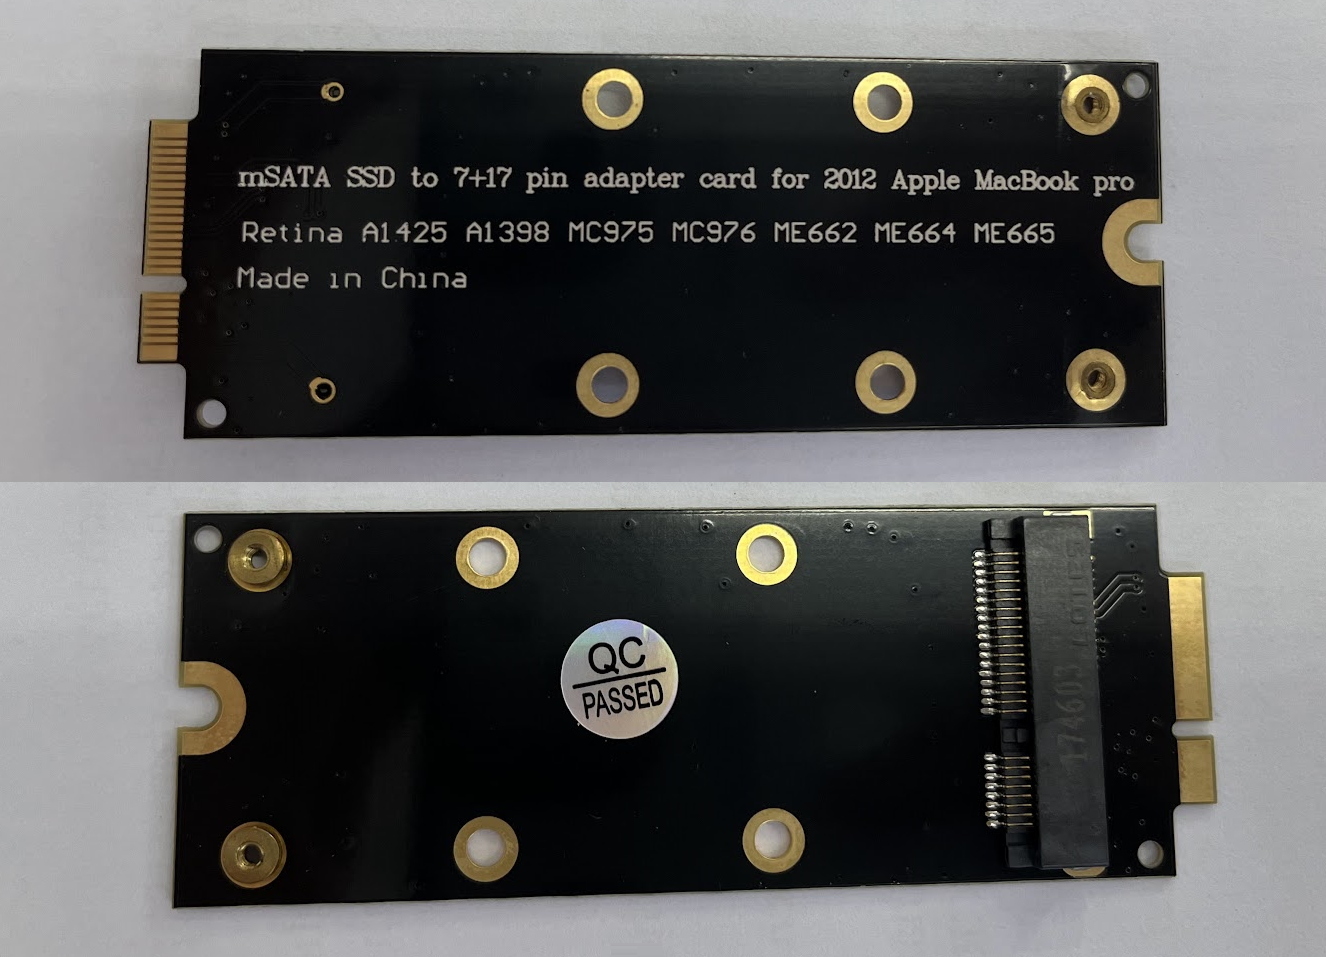 mSATA SSD to 7+17 pin adapter card for 2012 Apple MacBook pro
Retina A1425 A1398 MC975 MC976 ME662 ME664 ME665
Made in China
QC
PASSED
174603